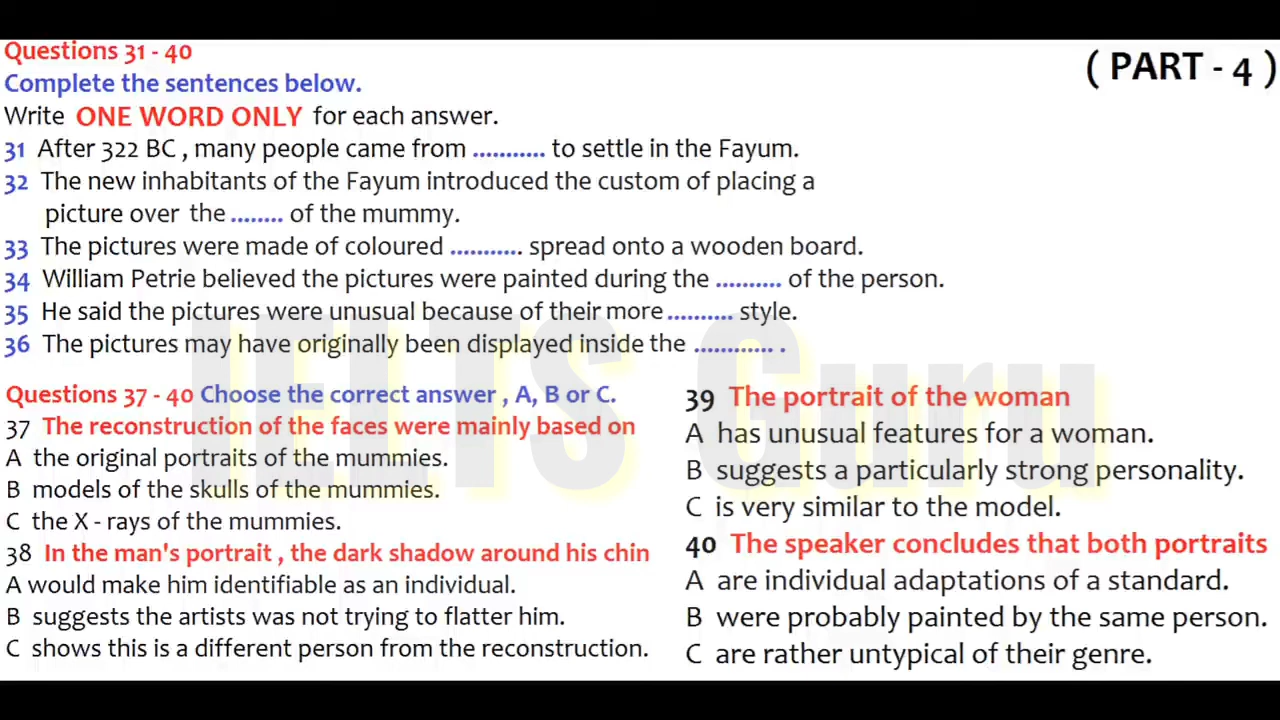 Questions 31 - 40
( PART - 4 )
Complete the sentences below.
Write ONE WORD ONLY for each answer.
31 After 322 BC , many people came from ........... to settle in the Fayum.
32 The new inhabitants of the Fayum introduced the custom of placing a
picture over the ........ of the mummy.
33 The pictures were made of coloured ........... spread onto a wooden board.
34 William Petrie believed the pictures were painted during the .......... of the person.
35 He said the pictures were unusual because of their more .......... style.
36 The pictures may have originally been displayed inside the ............ .
IELTS Guru
Questions 37 - 40 Choose the correct answer , A, B or C.
37 The reconstruction of the faces were mainly based on
A the original portraits of the mummies.
B models of the skulls of the mummies.
C the X - rays of the mummies.
38 In the man's portrait , the dark shadow around his chin
A would make him identifiable as an individual.
B suggests the artists was not trying to flatter him.
C shows this is a different person from the reconstruction.
39 The portrait of the woman
A has unusual features for a woman.
B suggests a particularly strong personality.
C is very similar to the model.
40 The speaker concludes that both portraits
A are individual adaptations of a standard.
B were probably painted by the same person.
C are rather untypical of their genre.